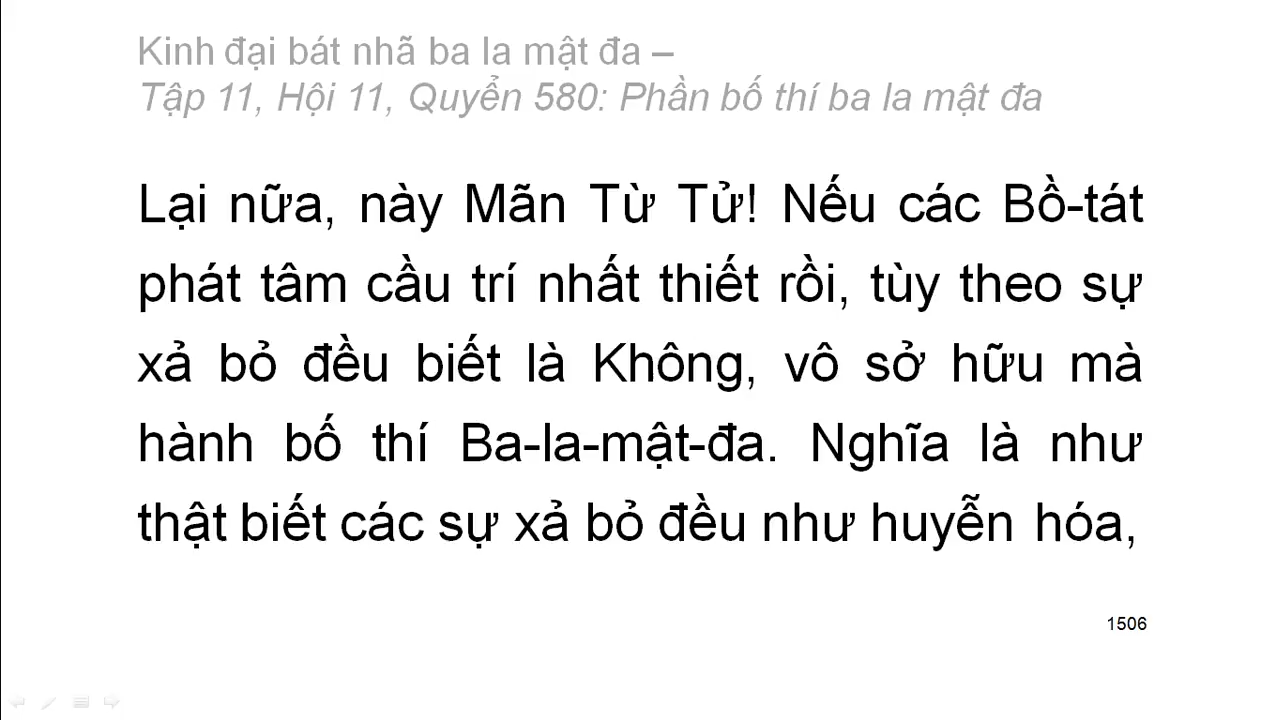 Kinh đại bát nhã ba la mật đa –
Tập 11, Hội 11, Quyển 580: Phần bố thí ba la mật đa
Lại nữa, này Mãn Từ Tử! Nếu các Bồ-tát
phát tâm cầu trí nhất thiết rồi, tùy theo sự
xả bỏ đều biết là Không, vô sở hữu mà
hành bố thí Ba-la-mật-đa. Nghĩa là như
thật biết các sự xả bỏ đều như huyễn hóa,
1506